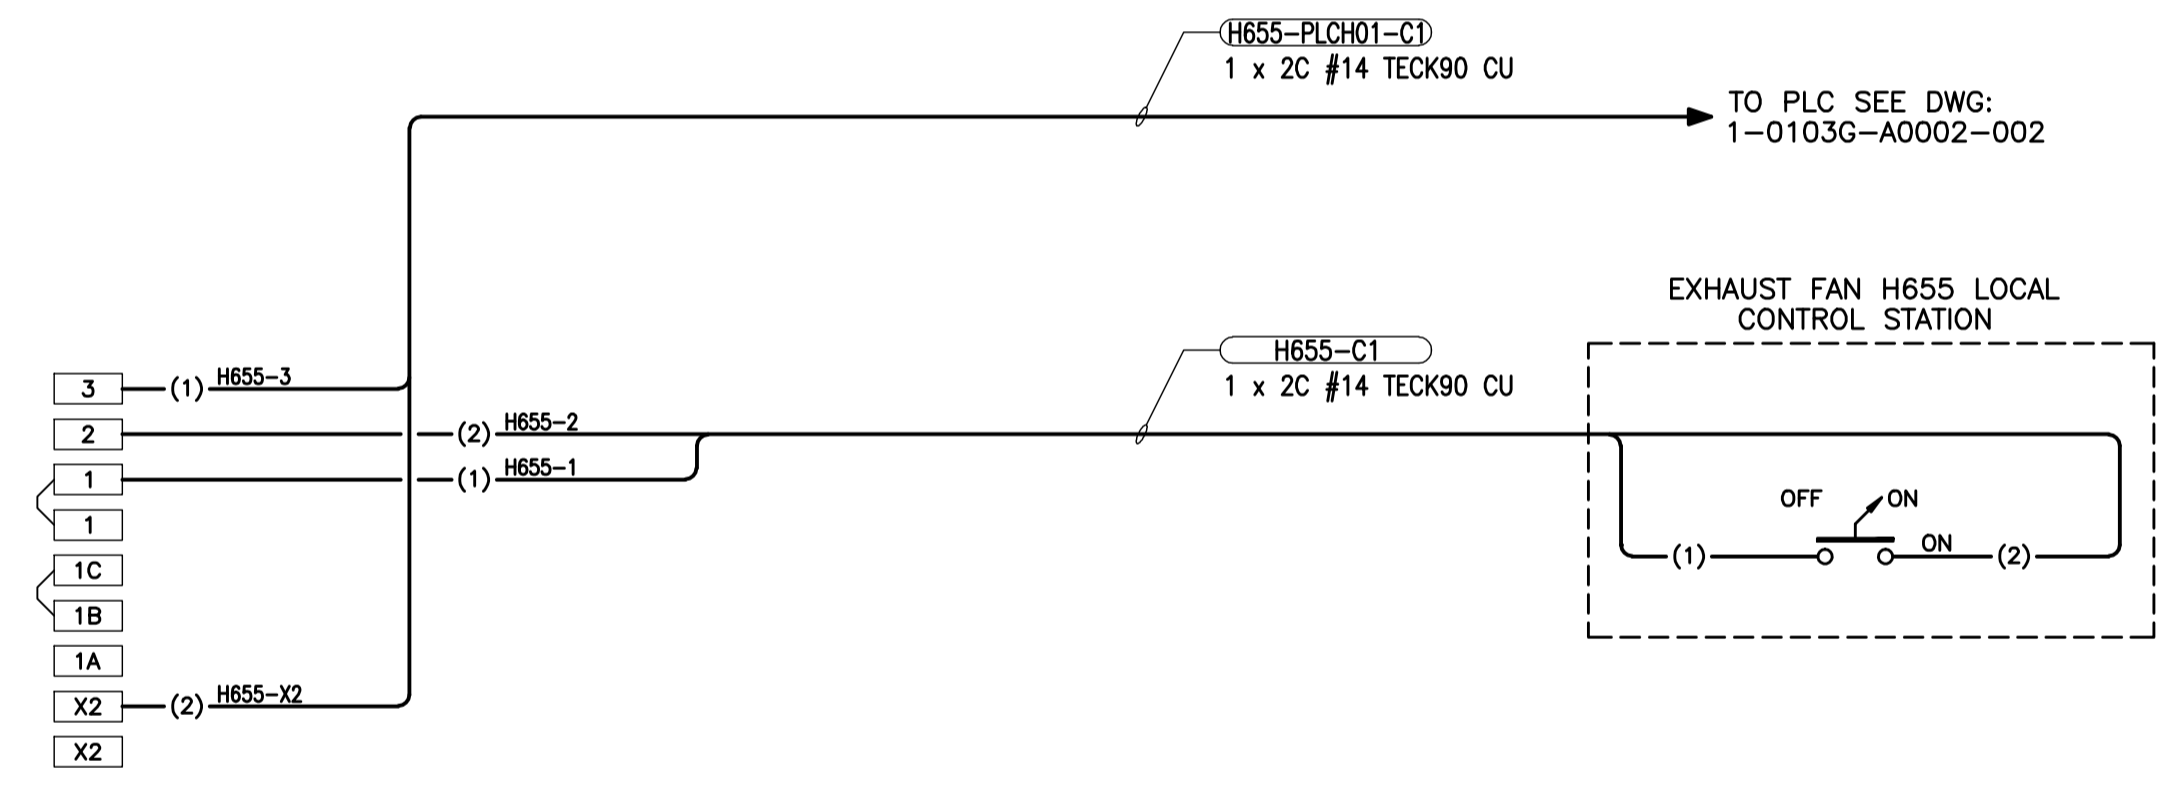 H655-PLCH01-C1
1 x 2C #14 TECK90 CU
TO PLC SEE DWG:
1-0103G-A0002-002
EXHAUST FAN H655 LOCAL
CONTROL STATION
H655-C1
1 x 2C #14 TECK90 CU
3 (1) H655-3
2 (2) H655-2
1 (1) H655-1
OFF ON
1
(1) ON (2)
1C
1B
1A
X2 (2) H655-X2
X2